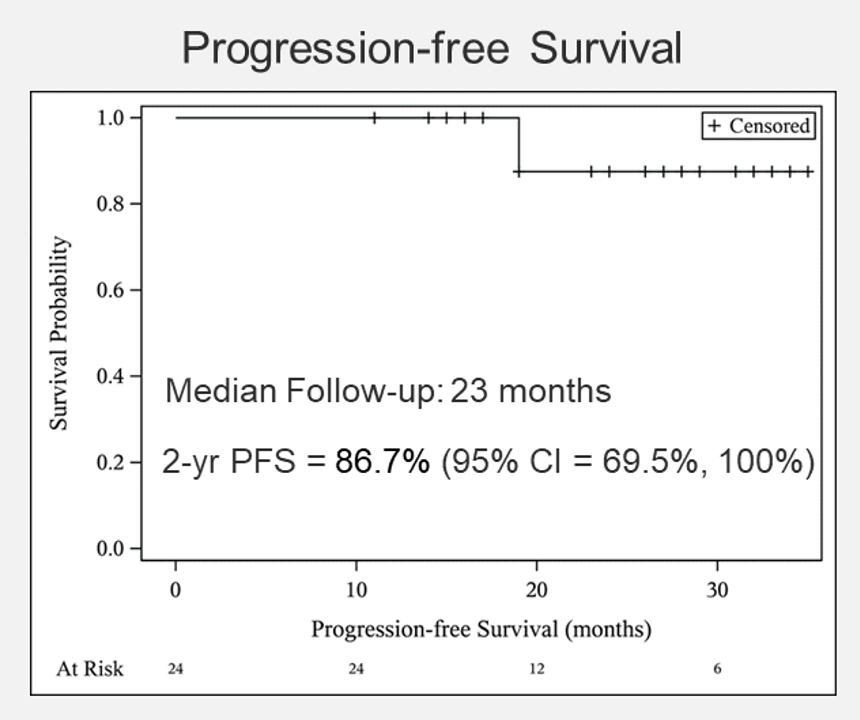 Progression-free Survival
1.0
+ Censored
0.8
0.6
0.4
0.2
0.0
Survival Probability
Median Follow-up: 23 months
2-yr PFS = 86.7% (95% CI = 69.5%, 100%)
0 10 20 30
Progression-free Survival (months)
At Risk 24 24 12 6